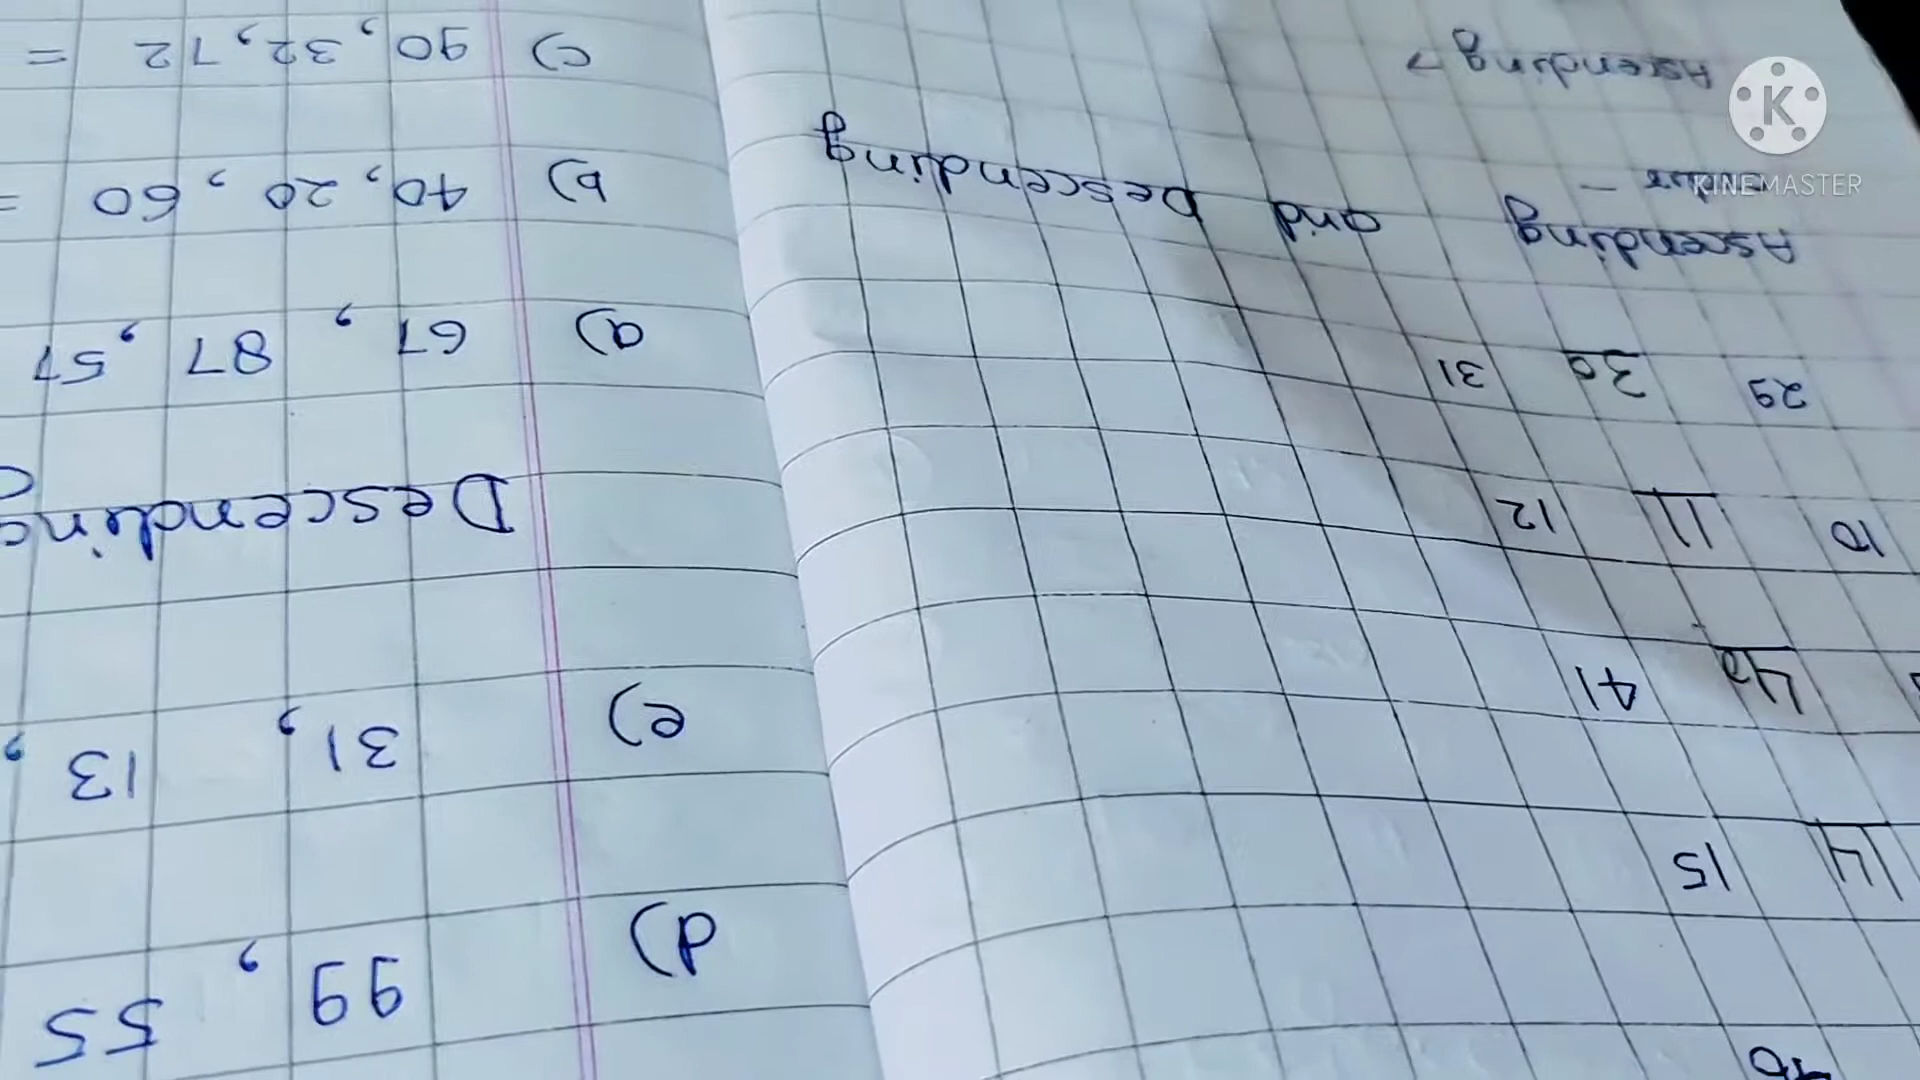 14 15
40 41
10 11 12
29 30 31
Ascending and Descending
order -
Ascending
d) 99, 55
e) 31, 13,
Descending
a) 67, 87, 57
b) 40, 20, 60 =
c) 90, 32, 72 =
K
KINEMASTER